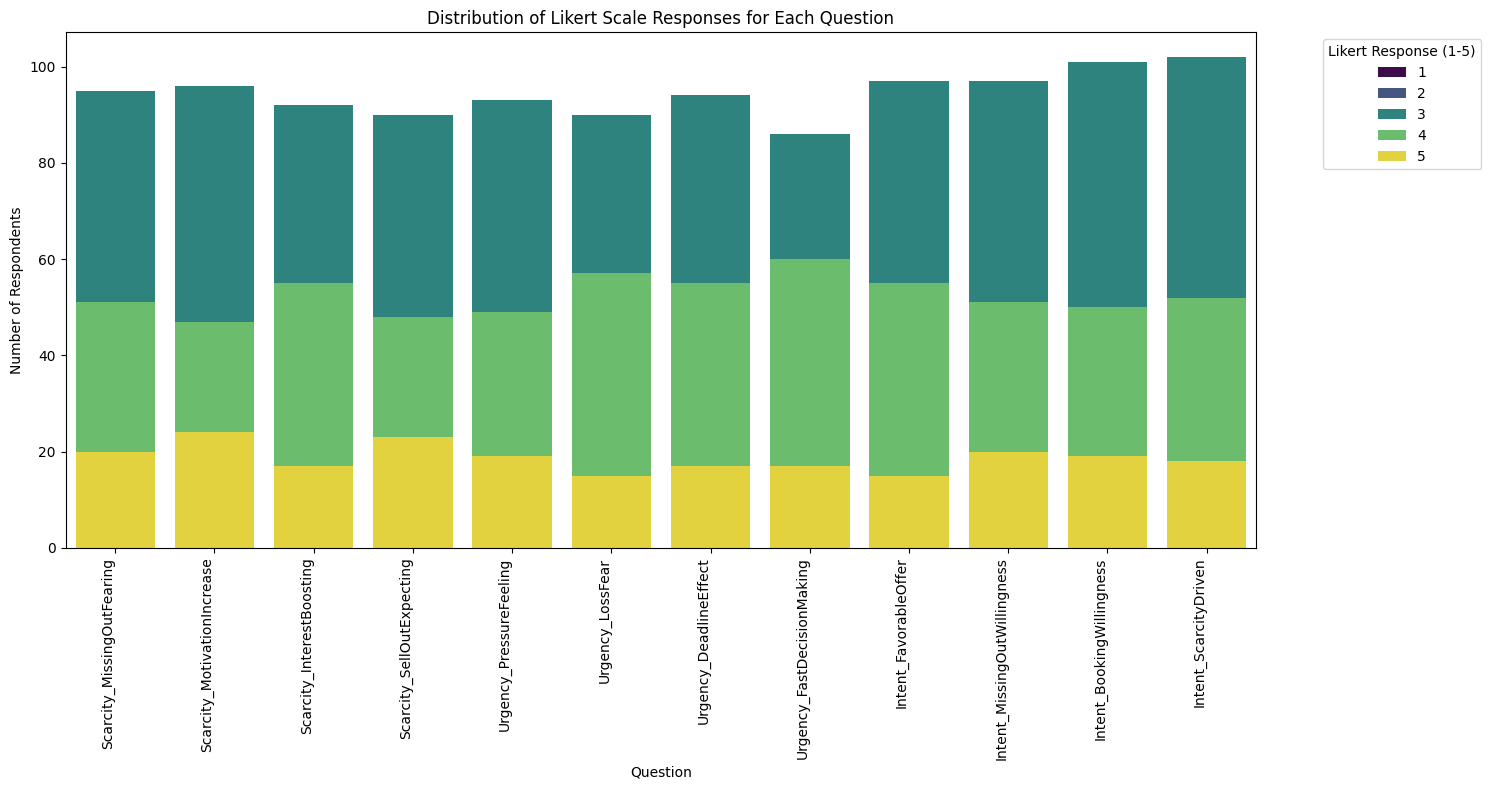 Distribution of Likert Scale Responses for Each Question
Likert Response (1-5)
1
2
3
4
5
Number of Respondents
100
80
60
40
20
0
Scarcity_MissingOutFearing
Scarcity_MotivationIncrease
Scarcity_InterestBoosting
Scarcity_SellOutExpecting
Urgency_PressureFeeling
Urgency_LossFear
Urgency_DeadlineEffect
Urgency_FastDecisionMaking
Intent_FavorableOffer
Intent_MissingOutWillingness
Intent_BookingWillingness
Intent_ScarcityDriven
Question